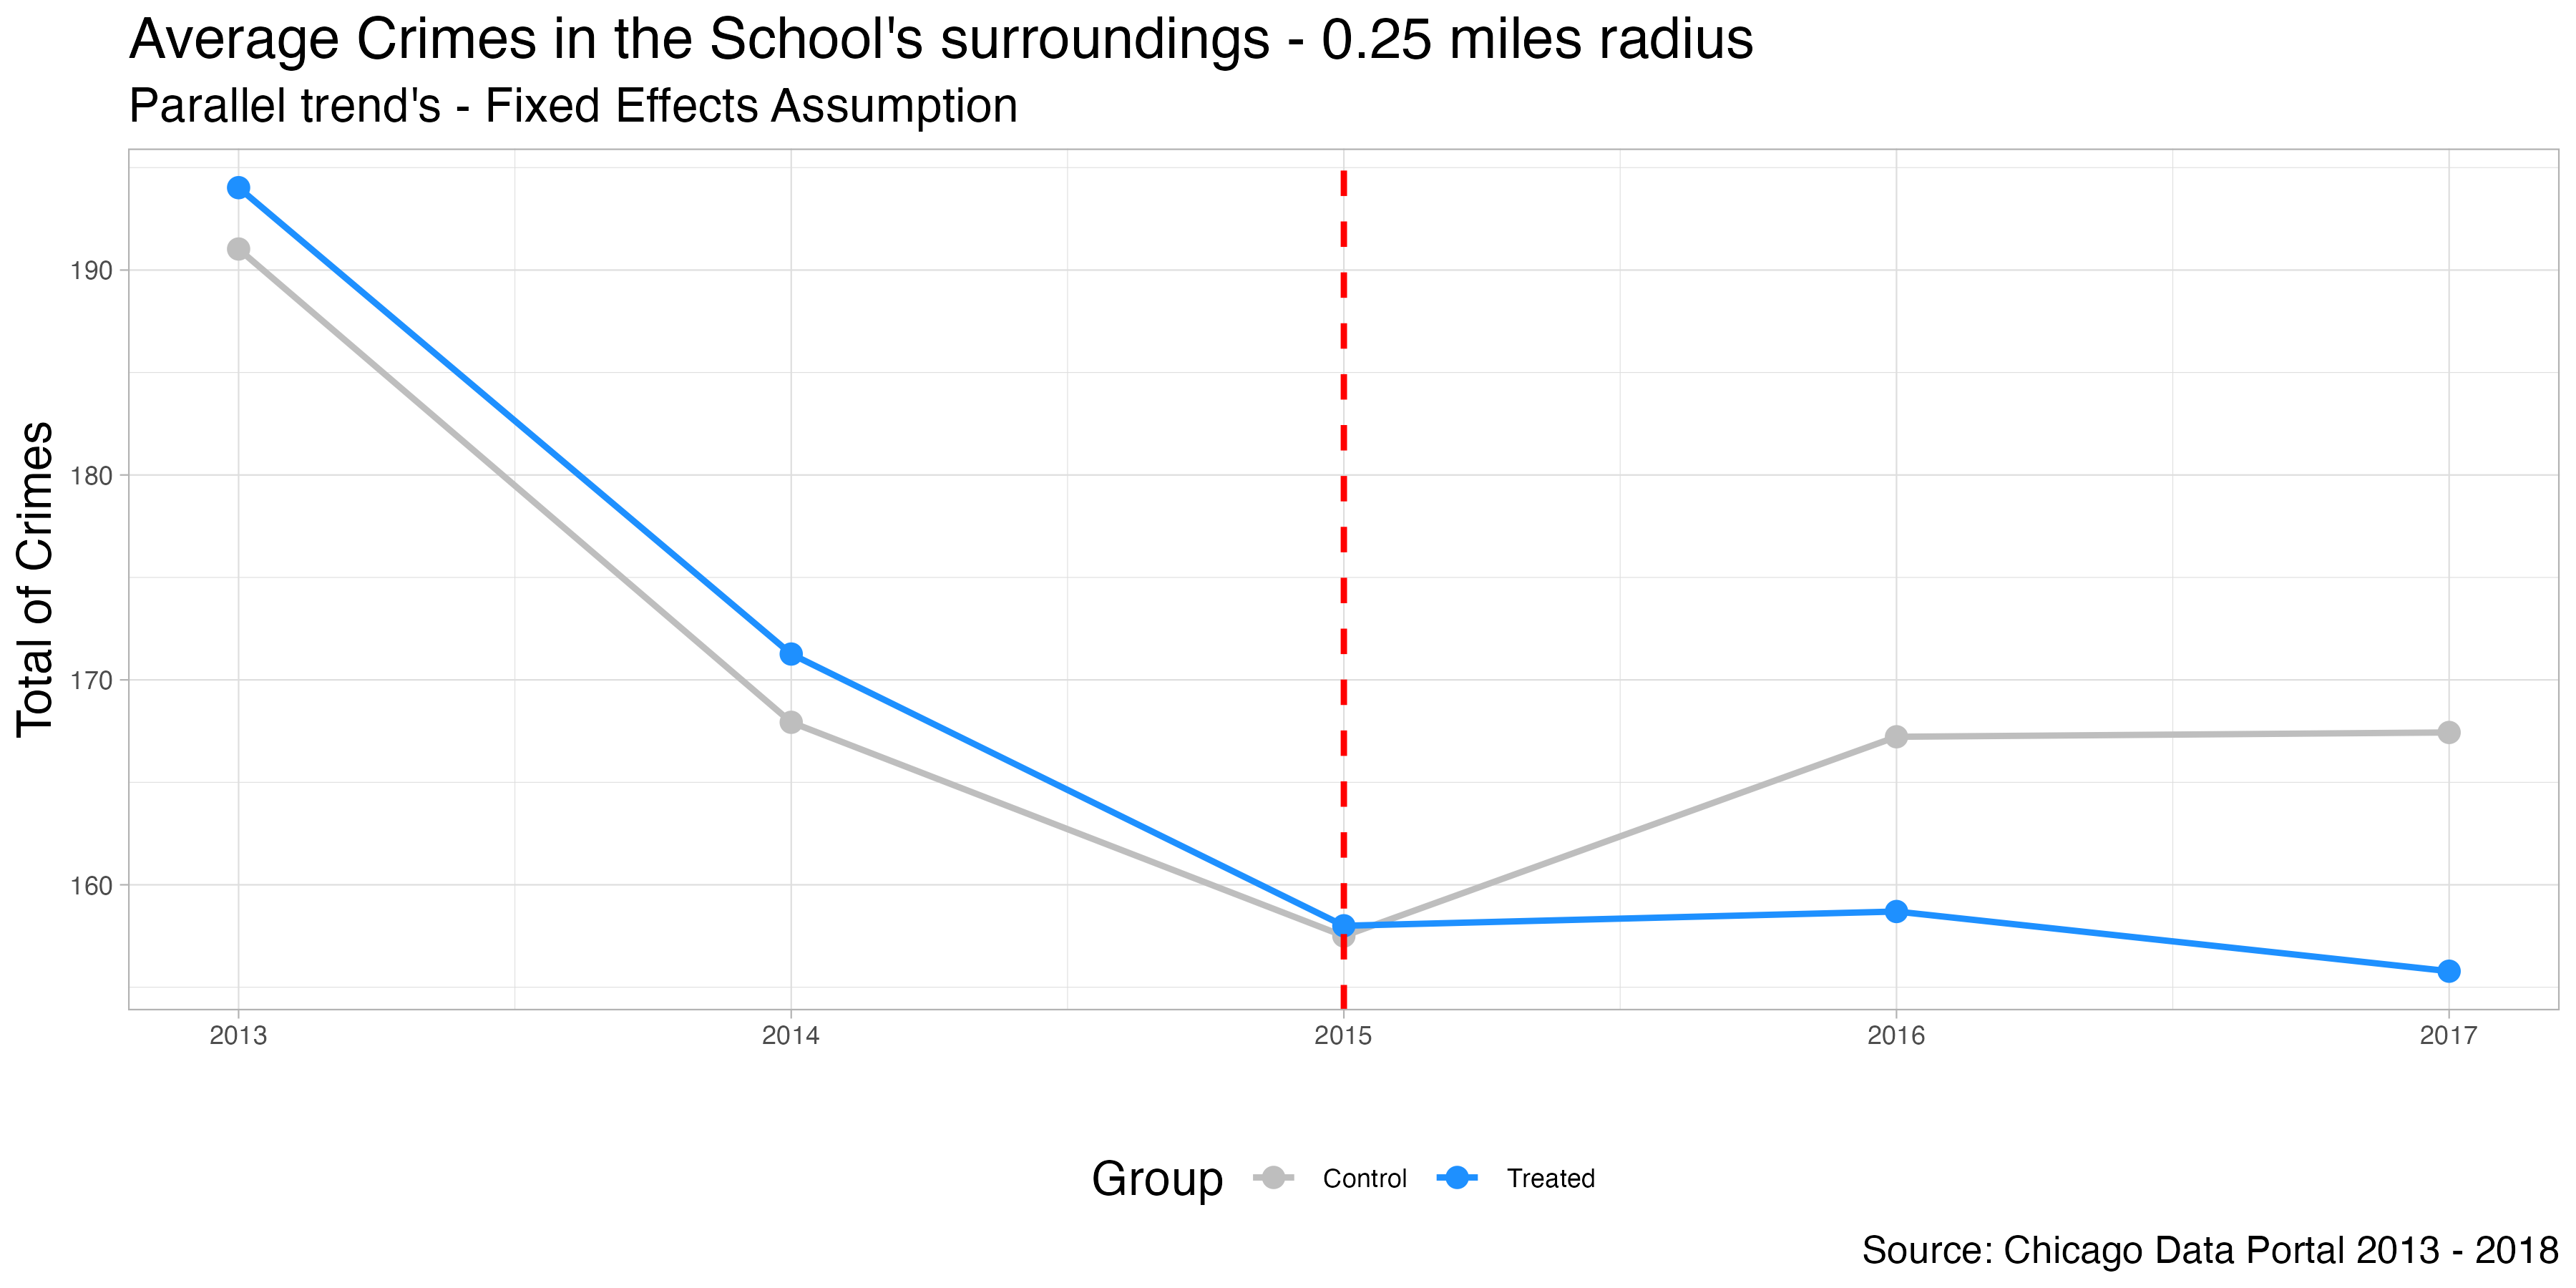 Average Crimes in the School's surroundings - 0.25 miles radius
Parallel trend's - Fixed Effects Assumption
Total of Crimes
190
180
170
160
2013 2014 2015 2016 2017
Group Control Treated
Source: Chicago Data Portal 2013 - 2018